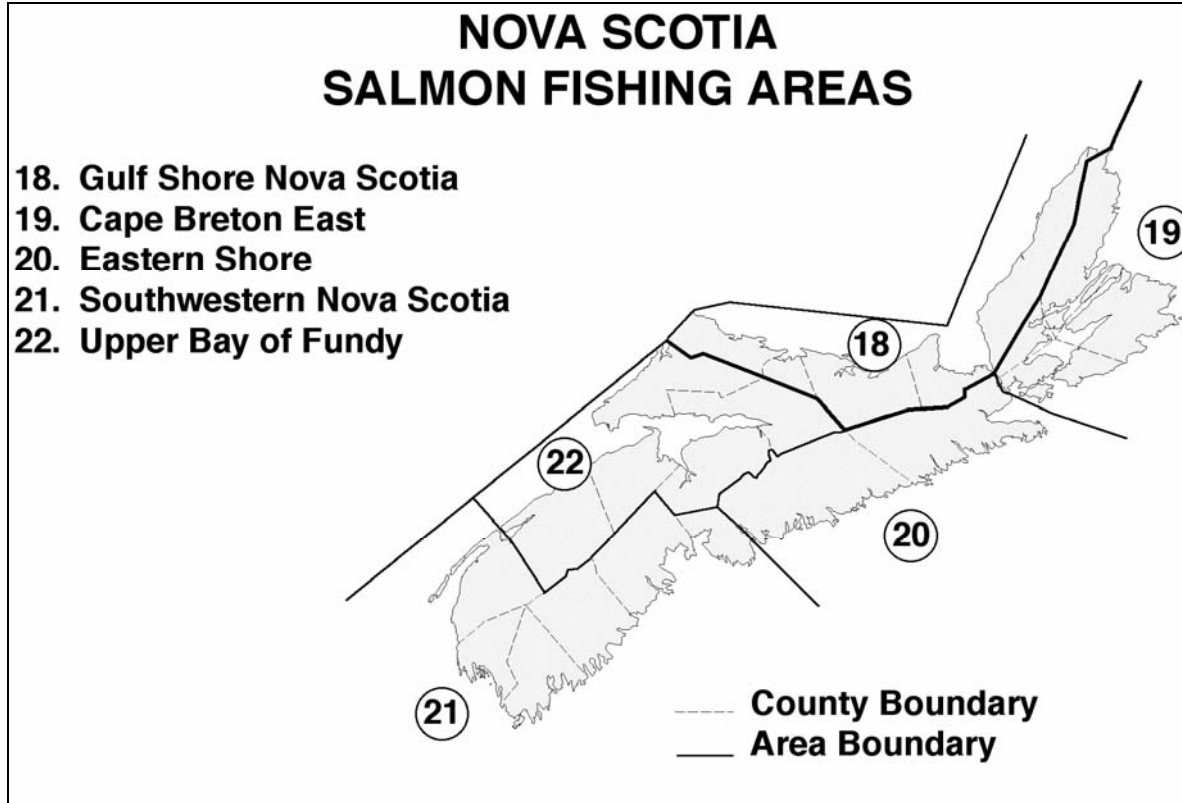 NOVA SCOTIA
SALMON FISHING AREAS
18. Gulf Shore Nova Scotia
19. Cape Breton East
20. Eastern Shore
21. Southwestern Nova Scotia
22. Upper Bay of Fundy
19
18
22
20
21
County Boundary
Area Boundary